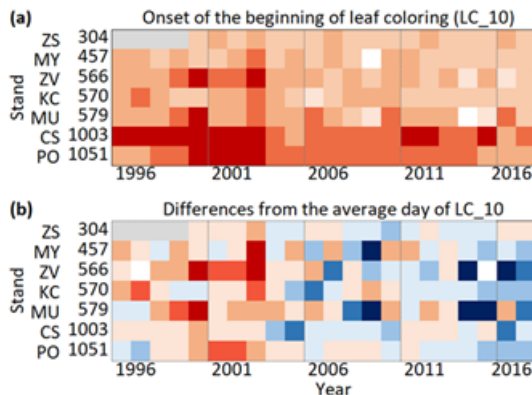 (a) Onset of the beginning of leaf coloring (LC_10)
Stand
ZS 304
MY 457
ZV 566
KC 570
MU 579
CS 1003
PO 1051
1996 2001 2006 2011 2016
(b) Differences from the average day of LC_10
Stand
ZS 304
MY 457
ZV 566
KC 570
MU 579
CS 1003
PO 1051
1996 2001 2006 2011 2016
Year